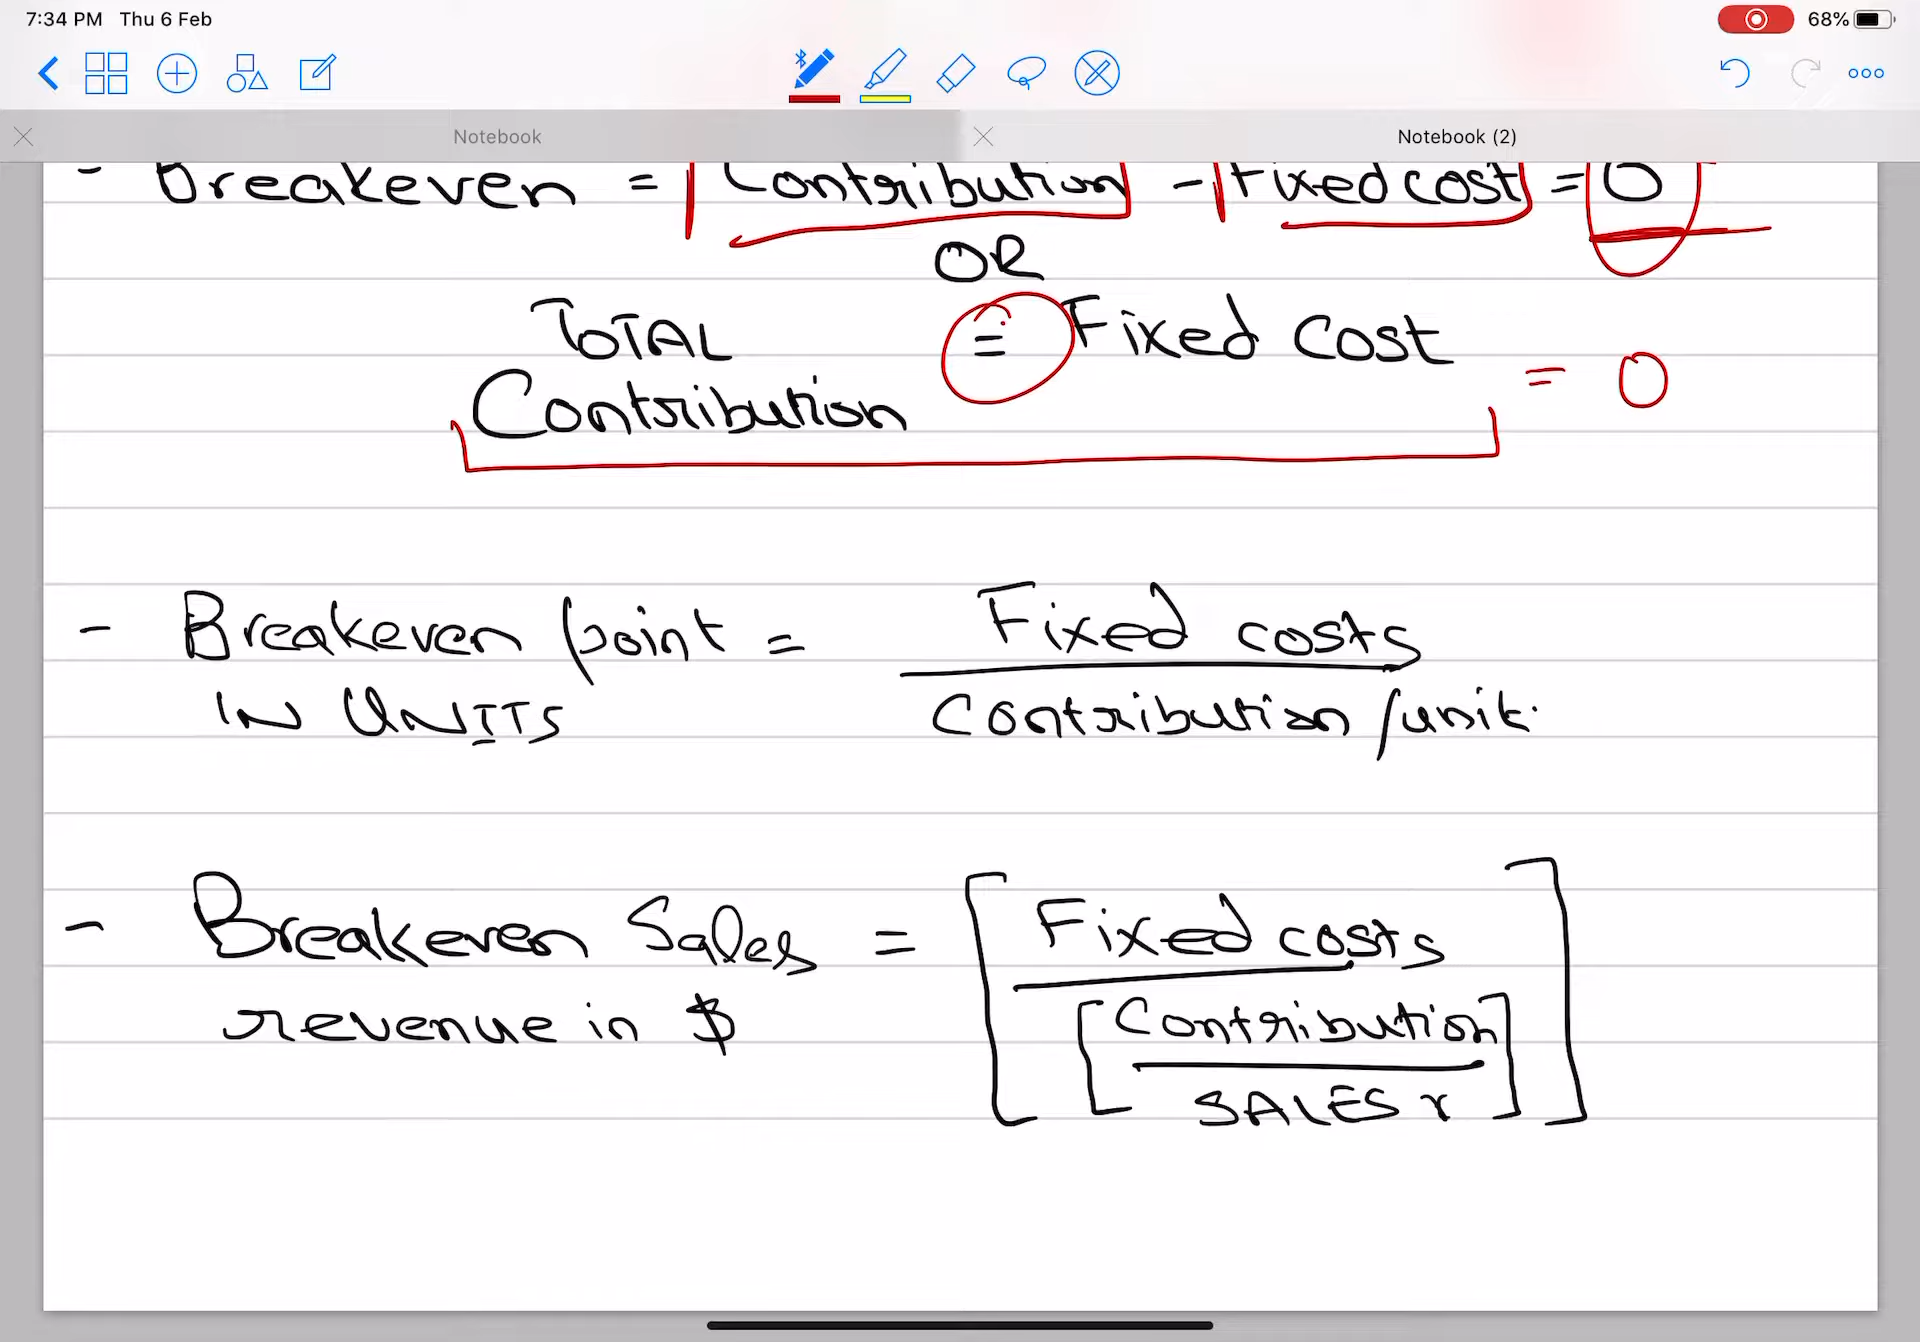 7:34 PM Thu 6 Feb
68%
Notebook
Notebook (2)
- Breakeven = Contribution - Fixed cost = 0
OR
TOTAL = Fixed Cost
Contribution = 0
- Breakeven point = Fixed costs
IN UNITS Contribution /unit.
- Breakeven Sales = [Fixed costs
revenue in $ [Contribution
SALES r]]